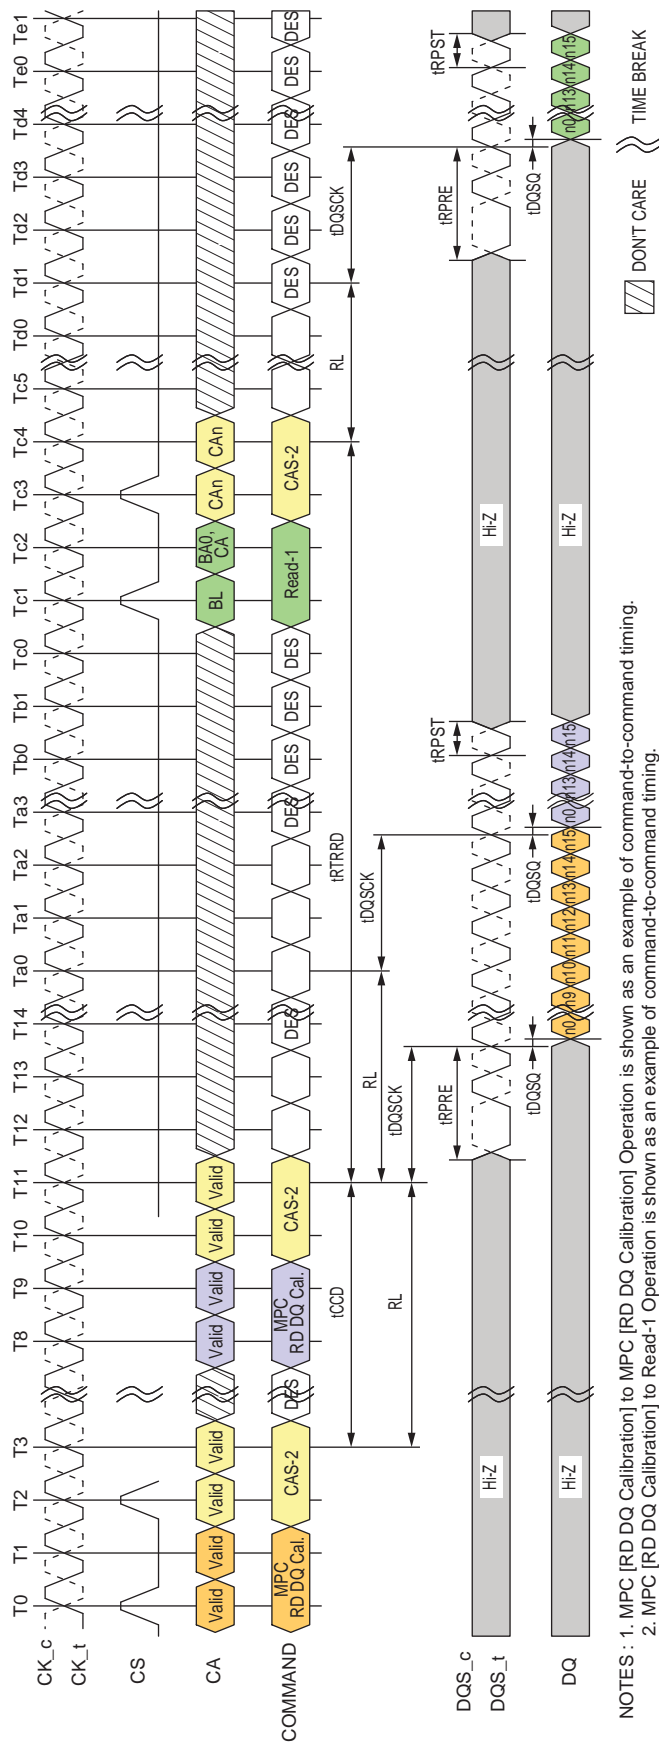 T0 T1 T2 T3 T8 T9 T10 T11 T12 T13 T14 Ta0 Ta1 Ta2 Ta3 Tb0 Tb1 Tc0 Tc1 Tc2 Tc3 Tc4 Tc5 Td0 Td1 Td2 Td3 Td4 Te0 Te1
CK_c
CK_t
CS
CA
Valid Valid Valid Valid Valid Valid Valid Valid BL BA0, CA CAn CAn
COMMAND
MPC
RD DQ Cal.
CAS-2
DES
MPC
RD DQ Cal.
CAS-2
DES DES DES DES DES
Read-1
CAS-2
DES DES DES DES DES DES
tCCD
tRTRRD
RL
tDQSCK
RL
tDQSCK
RL
tDQSCK
DQS_c
DQS_t
Hi-Z
tRPRE
tRPST
Hi-Z
tRPRE
tRPST
tDQSQ
tDQSQ
tDQSQ
DQ
Hi-Z
n0 n9 n10 n11 n12 n13 n14 n15 n0 n13 n14 n15
Hi-Z
n0 n13 n14 n15
NOTES : 1. MPC [RD DQ Calibration] to MPC [RD DQ Calibration] Operation is shown as an example of command-to-command timing.
2. MPC [RD DQ Calibration] to Read-1 Operation is shown as an example of command-to-command timing.
DON'T CARE
TIME BREAK